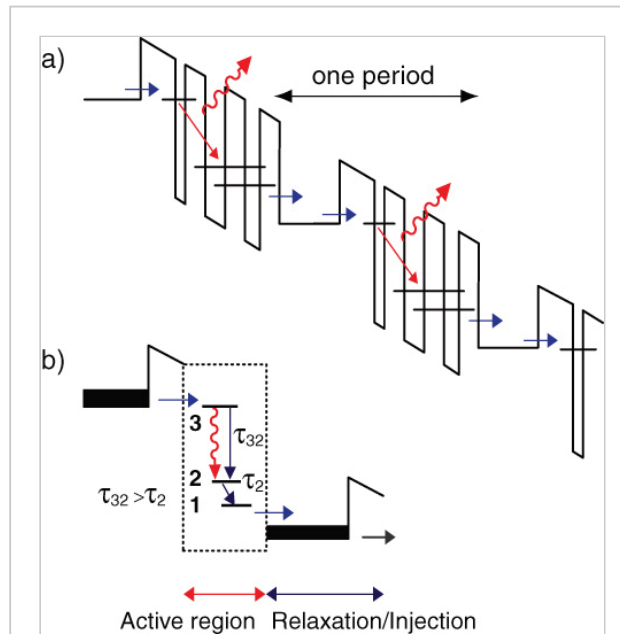 a)
one period
b)
3
τ32
2
τ2
τ32 >τ2
1
Active region
Relaxation/Injection